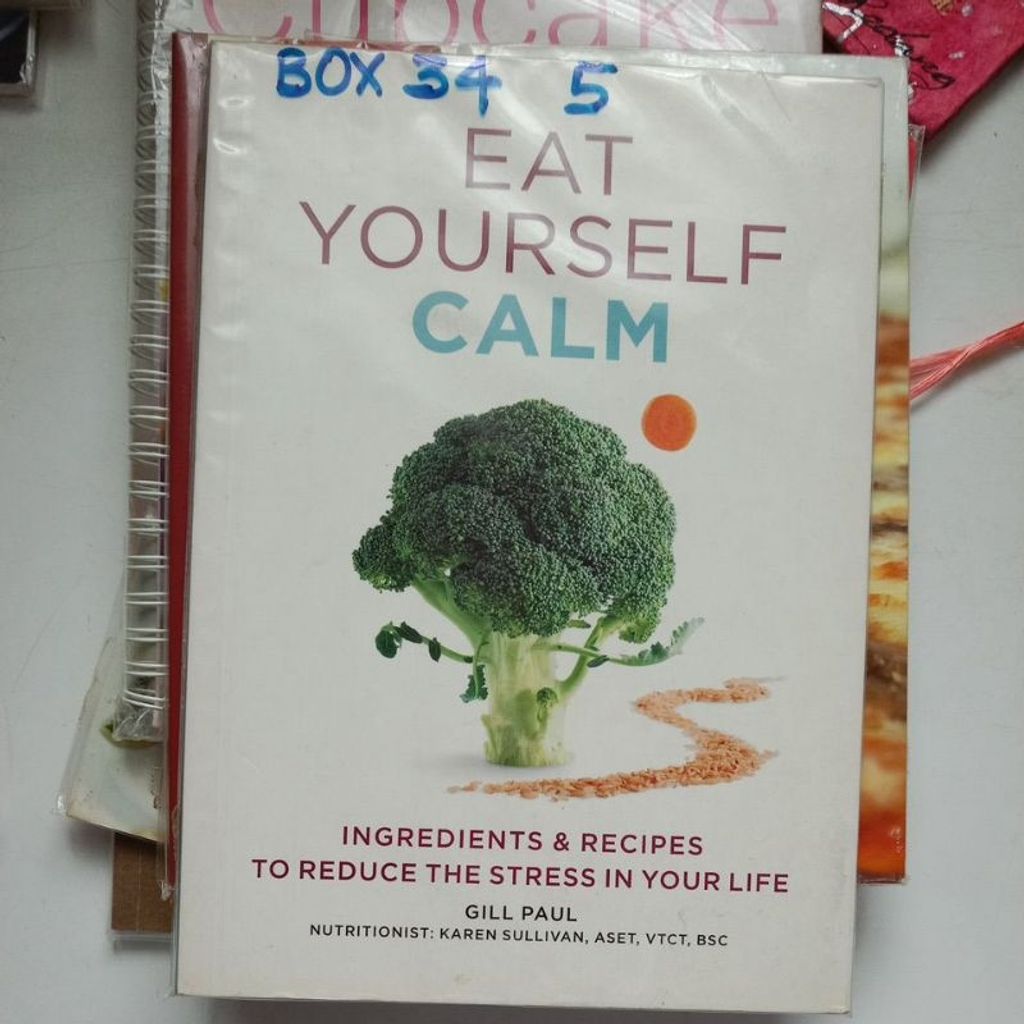 Cupcake
BOX 34 5
EAT
YOURSELF
CALM
INGREDIENTS & RECIPES
TO REDUCE THE STRESS IN YOUR LIFE
GILL PAUL
NUTRITIONIST: KAREN SULLIVAN, ASET, VTCT, BSC